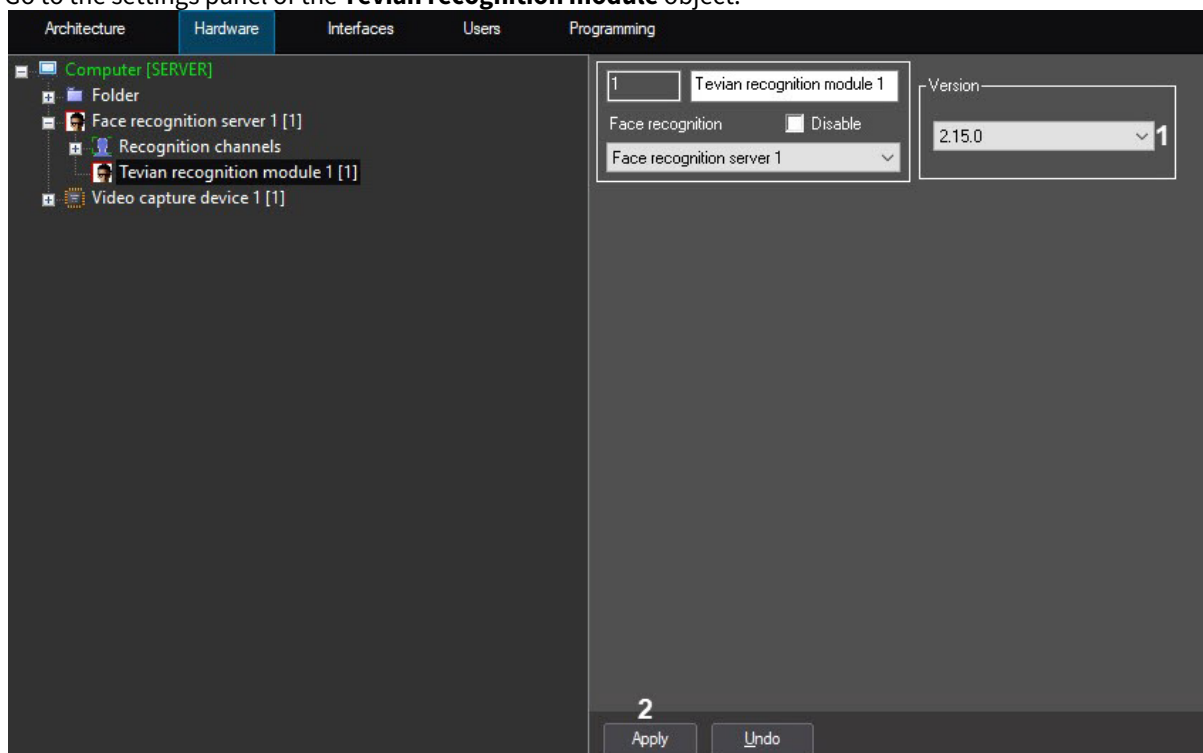 Go to the settings panel of the Tevian recognition module object.
Architecture Hardware Interfaces Users Programming
Computer [SERVER]
Folder
Face recognition server 1 [1]
Recognition channels
Tevian recognition module 1 [1]
Video capture device 1 [1]
1 Tevian recognition module 1
Face recognition Disable
Face recognition server 1
Version
2.15.0 1
2
Apply Undo